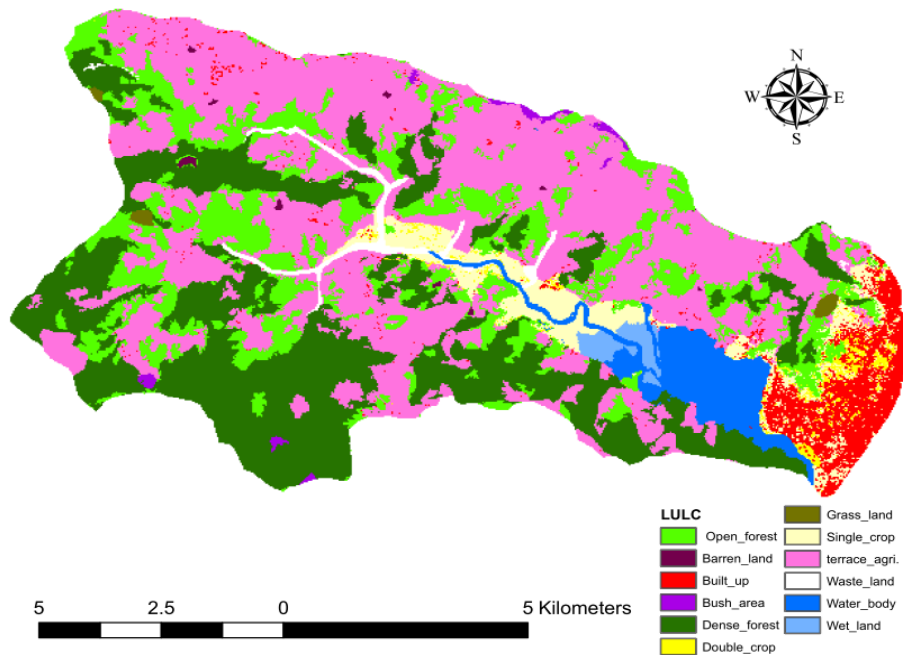 N
W E
S
LULC
Open_forest
Barren_land
Built_up
Bush_area
Dense_forest
Double_crop
Grass_land
Single_crop
terrace_agri.
Waste_land
Water_body
Wet_land
5 2.5 0 5 Kilometers